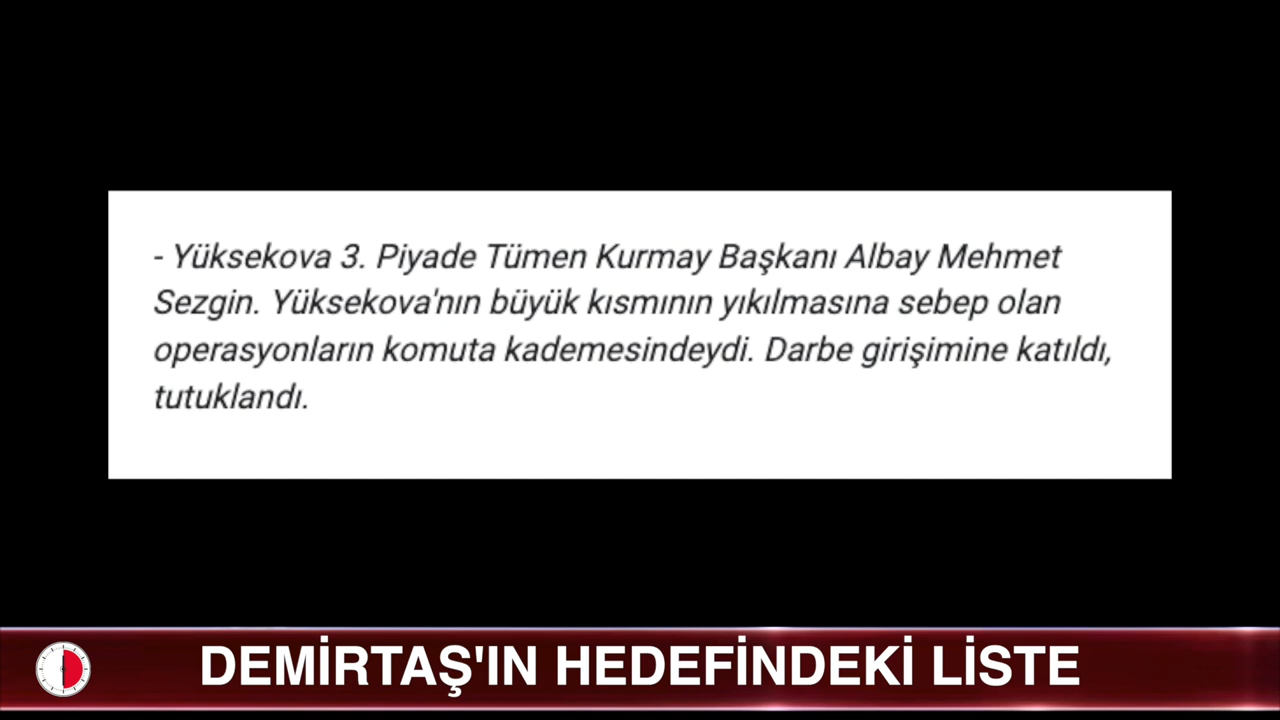 - Yüksekova 3. Piyade Tümen Kurmay Başkanı Albay Mehmet
Sezgin. Yüksekova'nın büyük kısmının yıkılmasına sebep olan
operasyonların komuta kademesindeydi. Darbe girişimine katıldı,
tutuklandı.
DEMİRTAŞ'IN HEDEFİNDEKİ LİSTE